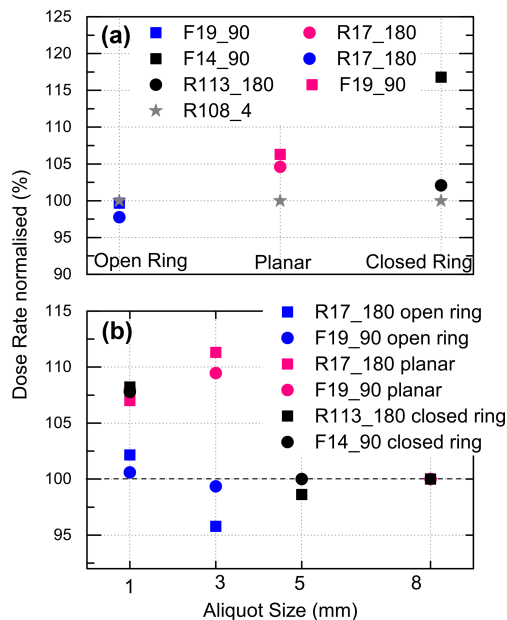 Dose Rate normalised (%)
125
120
115
110
105
100
95
90
(a)
F19_90
R17_180
F14_90
R17_180
R113_180
F19_90
R108_4
Open Ring
Planar
Closed Ring
115
110
105
100
95
(b)
R17_180 open ring
F19_90 open ring
R17_180 planar
F19_90 planar
R113_180 closed ring
F14_90 closed ring
1
3
5
8
Aliquot Size (mm)